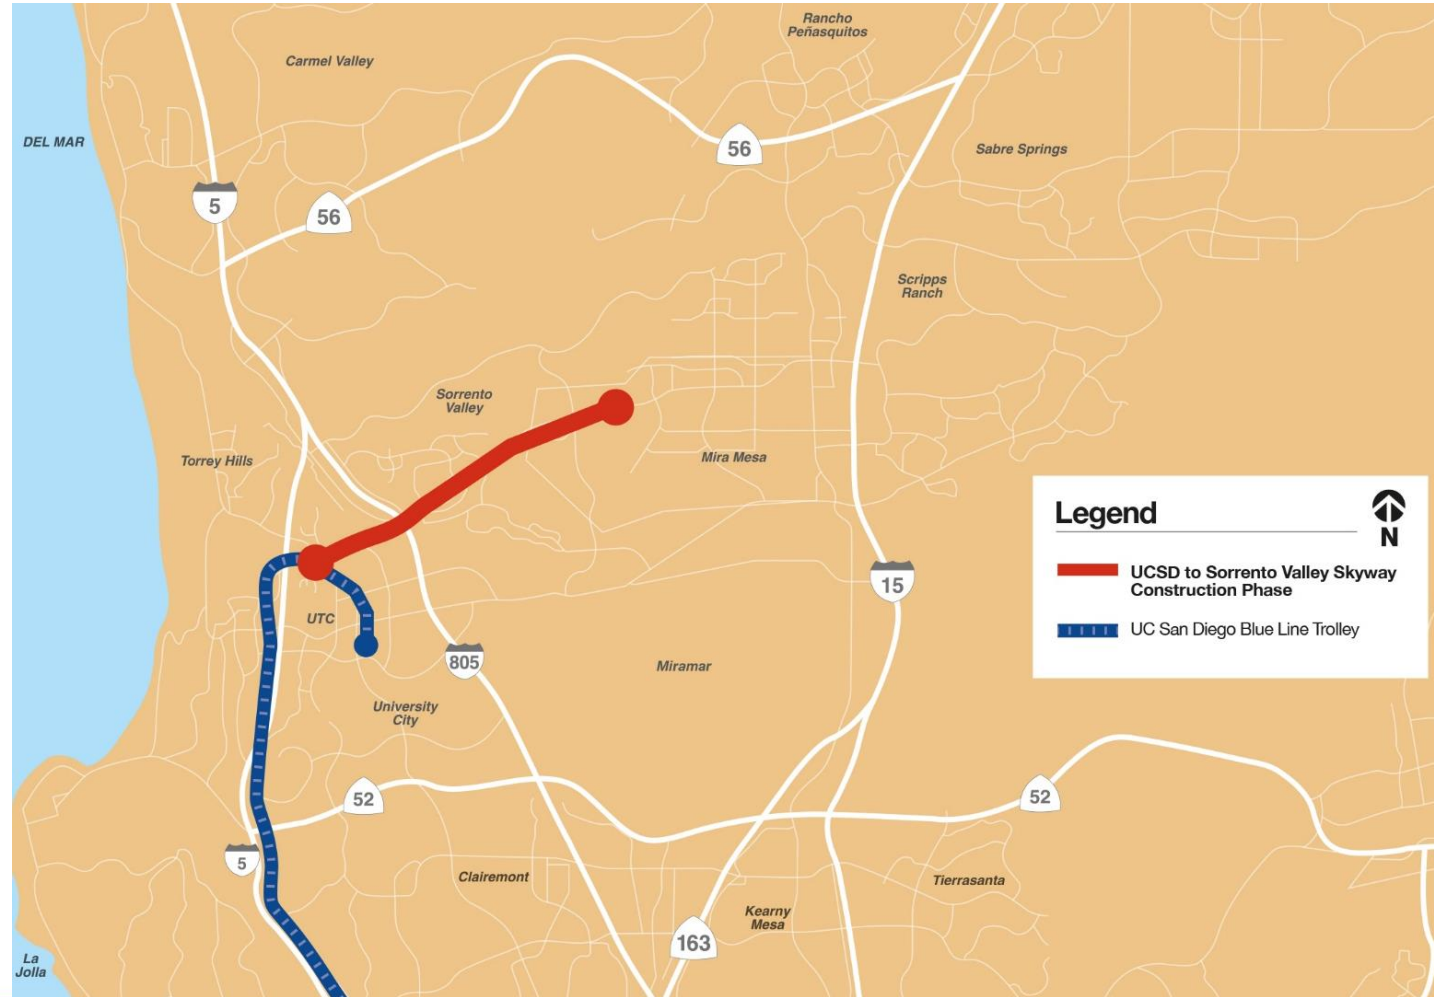 Rancho
Peñasquitos
Carmel Valley
DEL MAR
56
Sabre Springs
5
56
Scripps
Ranch
Sorrento
Valley
Torrey Hills
Mira Mesa
Legend
N
UCSD to Sorrento Valley Skyway
Construction Phase
UC San Diego Blue Line Trolley
15
UTC
805
Miramar
University
City
52
52
5
Clairemont
Tierrasanta
Kearny
Mesa
163
La
Jolla